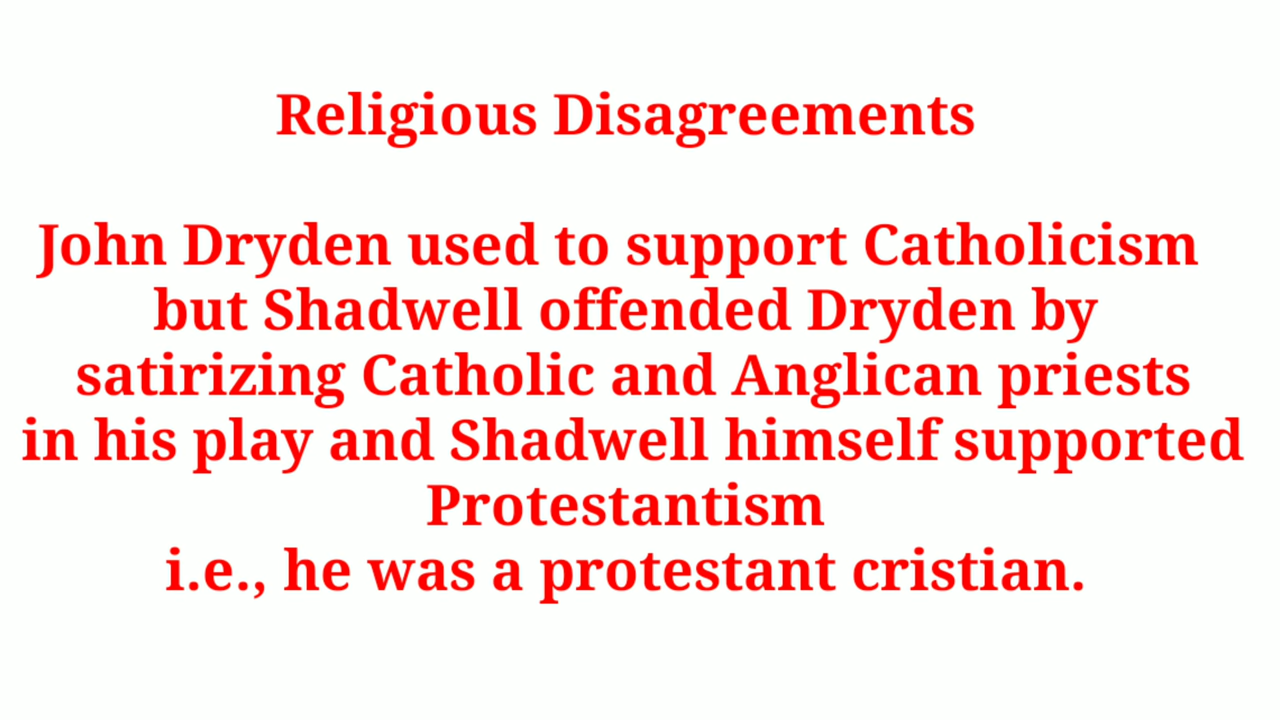 Religious Disagreements
John Dryden used to support Catholicism
but Shadwell offended Dryden by
satirizing Catholic and Anglican priests
in his play and Shadwell himself supported
Protestantism
i.e., he was a protestant cristian.